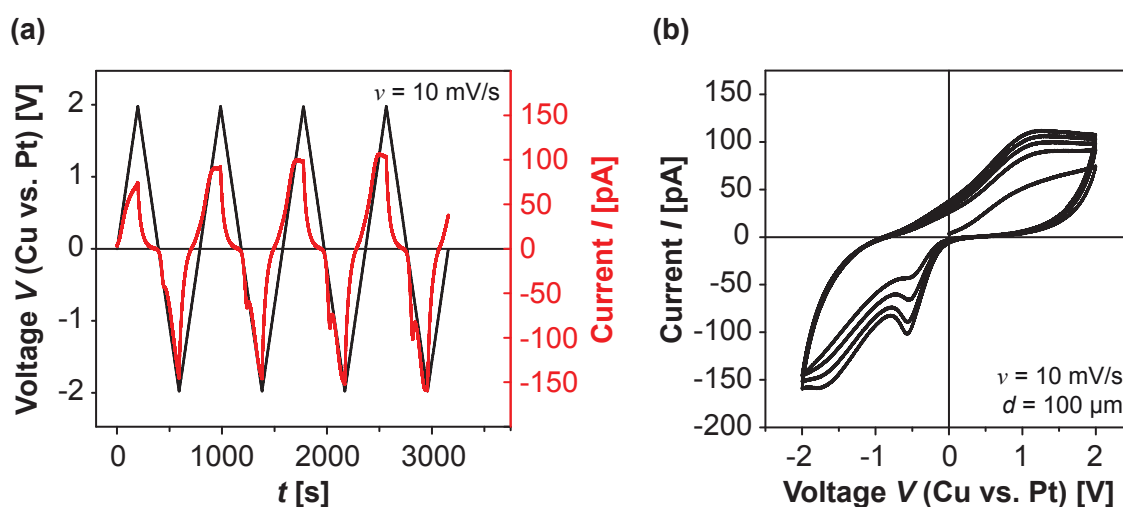 (a)
Voltage V (Cu vs. Pt) [V]
2
1
0
-1
-2
ν = 10 mV/s
150
100
50
0
-50
-100
-150
Current I [pA]
0
1000
2000
3000
t [s]
(b)
Current I [pA]
150
100
50
0
-50
-100
-150
-200
ν = 10 mV/s
d = 100 µm
-2
-1
0
1
2
Voltage V (Cu vs. Pt) [V]